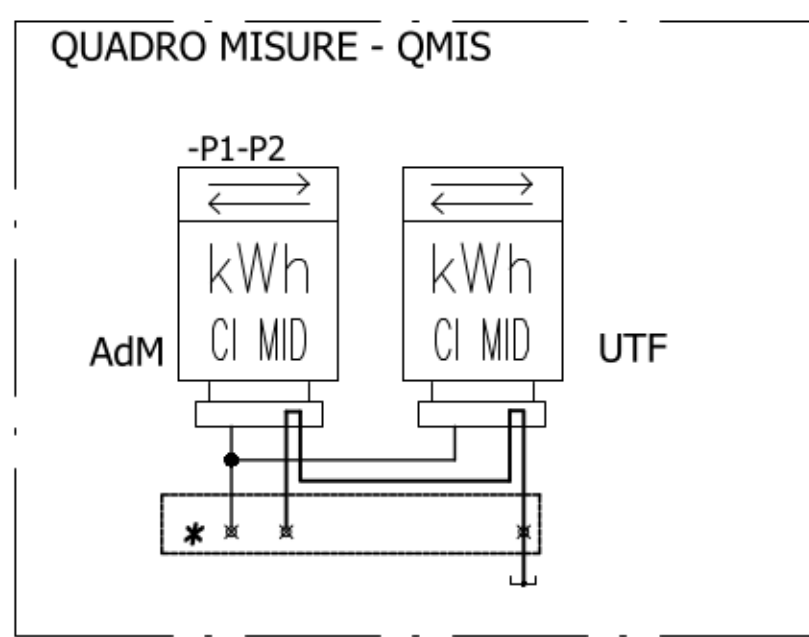 QUADRO MISURE - QMIS
-P1-P2
kWh
CI MID
kWh
CI MID
AdM
UTF
*